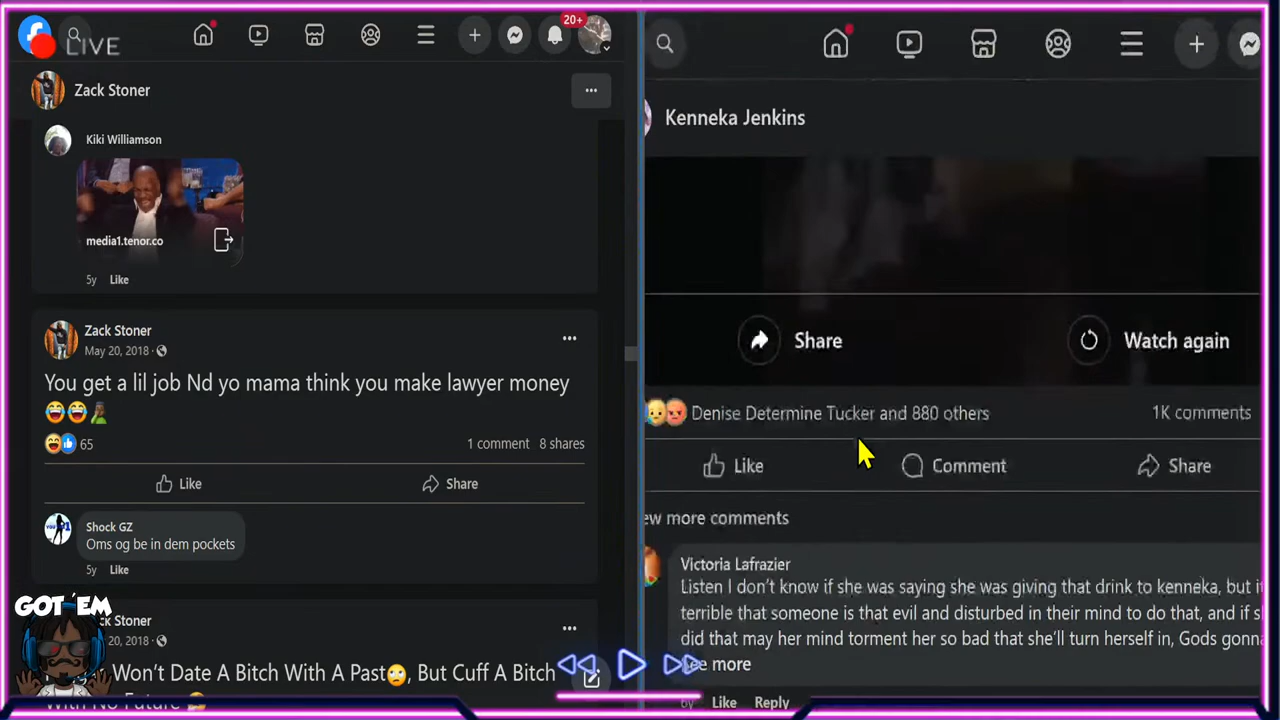 LIVE
20+
Zack Stoner
Kiki Williamson
media1.tenor.co
5y Like
Zack Stoner
May 20, 2018
You get a lil job Nd yo mama think you make lawyer money
65
1 comment 8 shares
Like Share
Shock GZ
Oms og be in dem pockets
5y Like
GOT 'EM
ck Stoner
20, 2018
Won't Date A Bitch With A Past, But Cuff A Bitch
With No Future
Kenneka Jenkins
Share Watch again
Denise Determine Tucker and 880 others 1K comments
Like Comment Share
ew more comments
Victoria Lafrazier
Listen I don't know if she was saying she was giving that drink to kenneka, but i
terrible that someone is that evil and disturbed in their mind to do that, and if s
did that may her mind torment her so bad that she'll turn herself in, Gods gonna
ee more
6y Like Reply